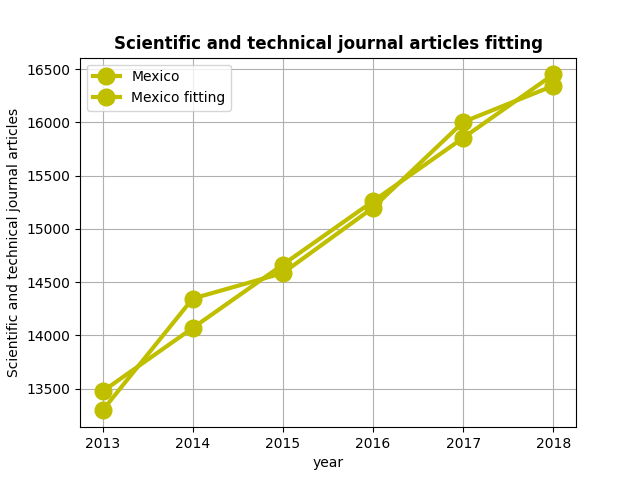 Scientific and technical journal articles fitting
Mexico
Mexico fitting
Scientific and technical journal articles
16500
16000
15500
15000
14500
14000
13500
2013 2014 2015 2016 2017 2018
year